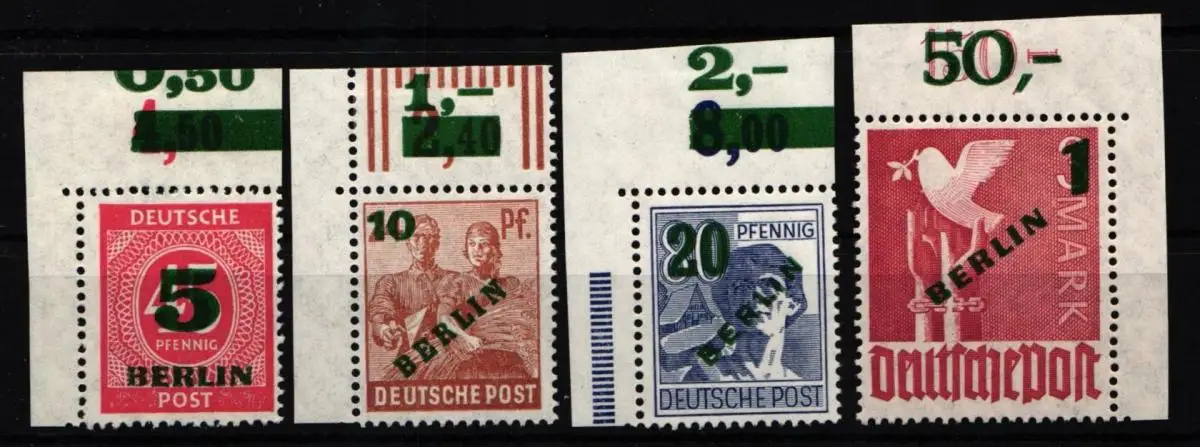 0,50
4,50
DEUTSCHE
5
PFENNIG
BERLIN
POST
1,-
2,40
10 Pf.
BERLIN
DEUTSCHE POST
2,-
8,00
20 PFENNIG
BERLIN
DEUTSCHE POST
50,-
1
MARK
BERLIN
Deutsche Post